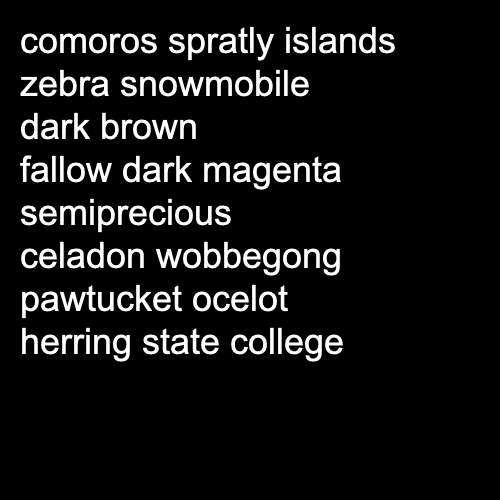 comoros spratly islands
zebra snowmobile
dark brown
fallow dark magenta
semiprecious
celadon wobbegong
pawtucket ocelot
herring state college